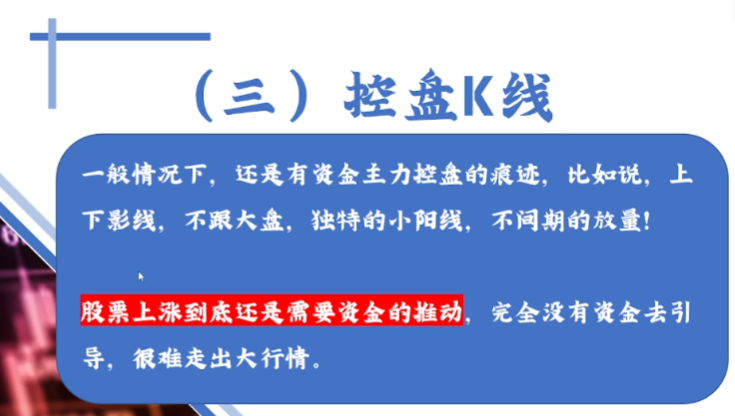 （三）控盘K线
一般情况下，还是有资金主力控盘的痕迹，比如说，上
下影线，不跟大盘，独特的小阳线，不间期的放量！
股票上涨到底还是需要资金的推动，完全没有资金去引
导，很难走出大行情。